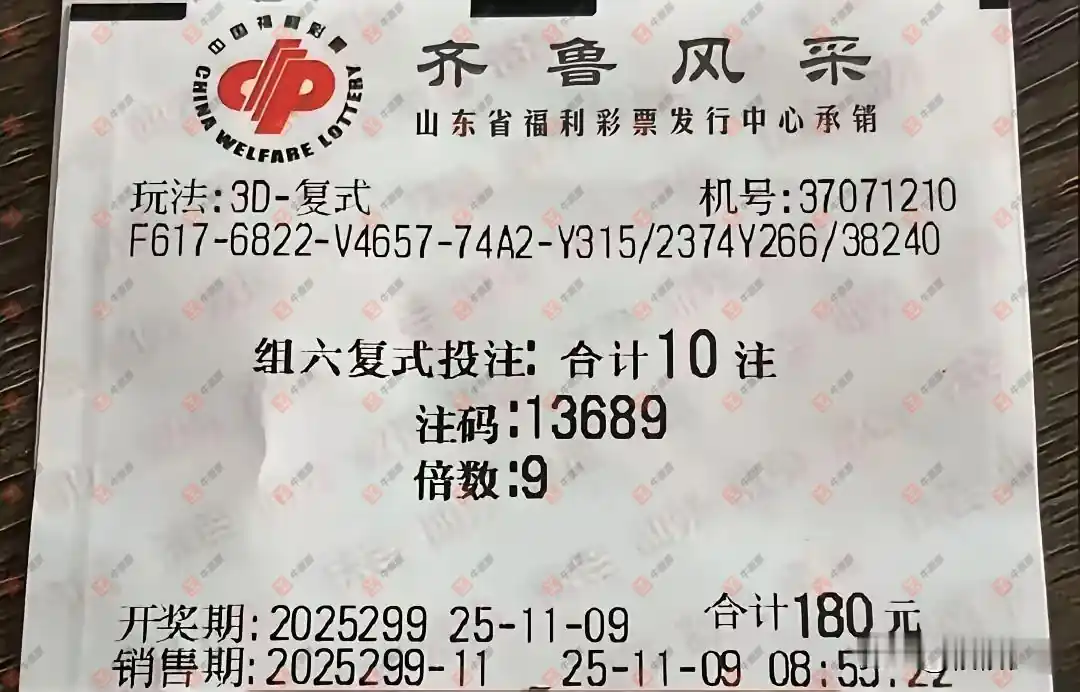 中国福利彩票
CHINA WELFARE LOTTERY
齐鲁风采
山东省福利彩票发行中心承销
玩法:3D-复式 机号:37071210
F617-6822-V4657-74A2-Y315/2374Y266/38240
组六复式投注: 合计10注
注码:13689
倍数:9
开奖期:2025299 25-11-09 合计180元
销售期:2025299-11 25-11-09 08:55:22